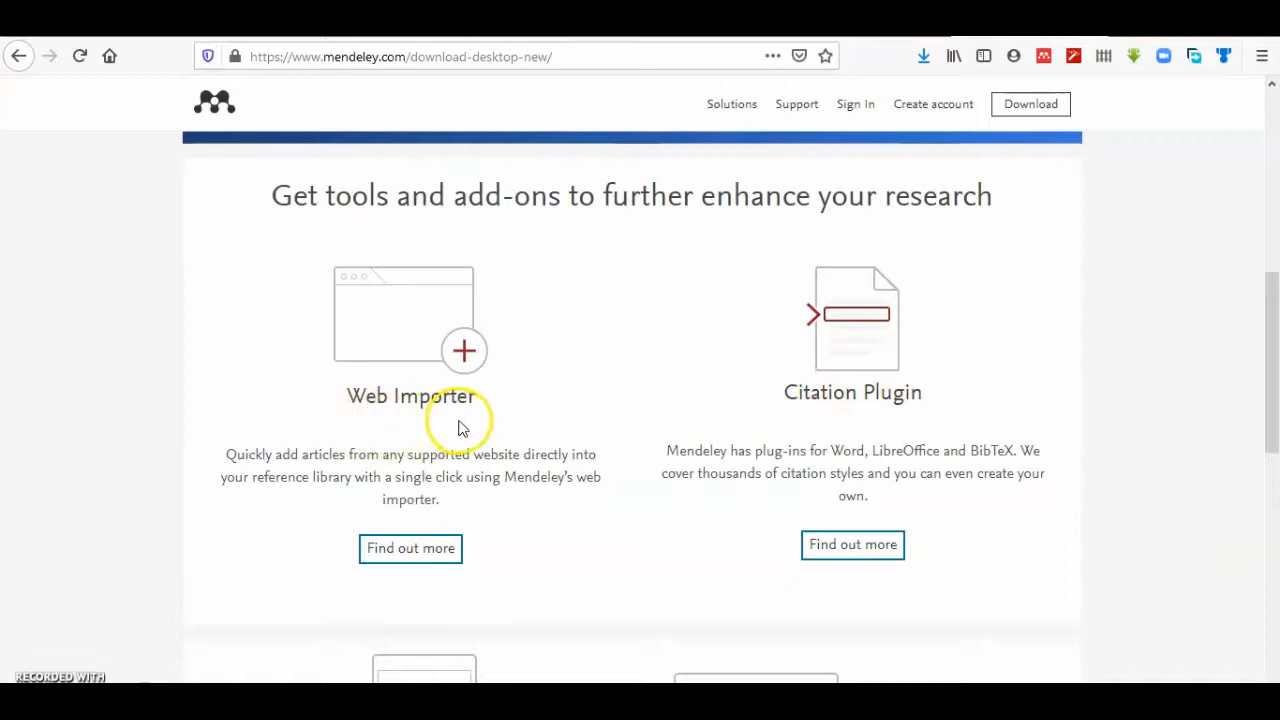 https://www.mendeley.com/download-desktop-new/
Solutions Support Sign In Create account Download
Get tools and add-ons to further enhance your research
Web Importer
Quickly add articles from any supported website directly into
your reference library with a single click using Mendeley's web
importer.
Find out more
Citation Plugin
Mendeley has plug-ins for Word, LibreOffice and BibTeX. We
cover thousands of citation styles and you can even create your
own.
Find out more
RECORDED WITH